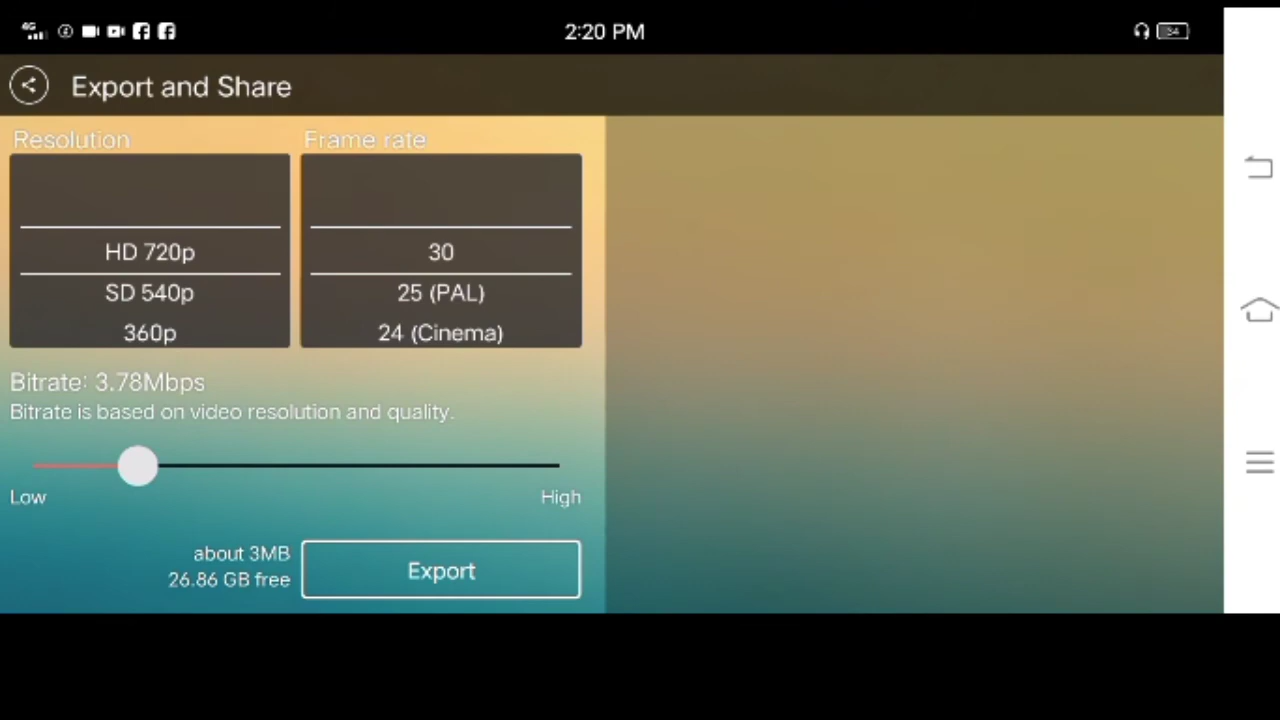 4G
2:20 PM
34
Export and Share
Resolution
Frame rate
HD 720p
30
SD 540p
25 (PAL)
360p
24 (Cinema)
Bitrate: 3.78Mbps
Bitrate is based on video resolution and quality.
Low
High
about 3MB
26.86 GB free
Export